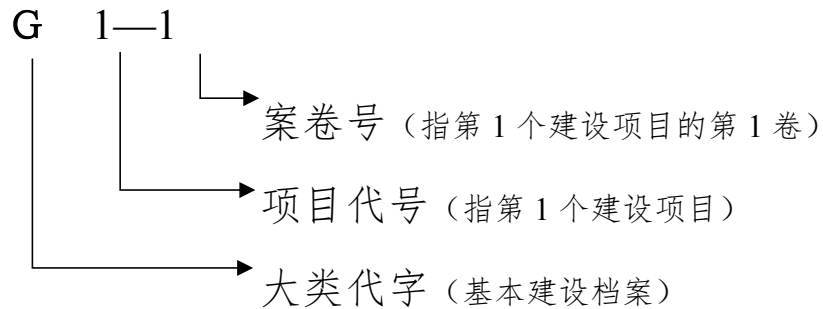 G 1—1
案卷号（指第 1 个建设项目的第 1 卷）
项目代号（指第 1 个建设项目）
大类代字（基本建设档案）